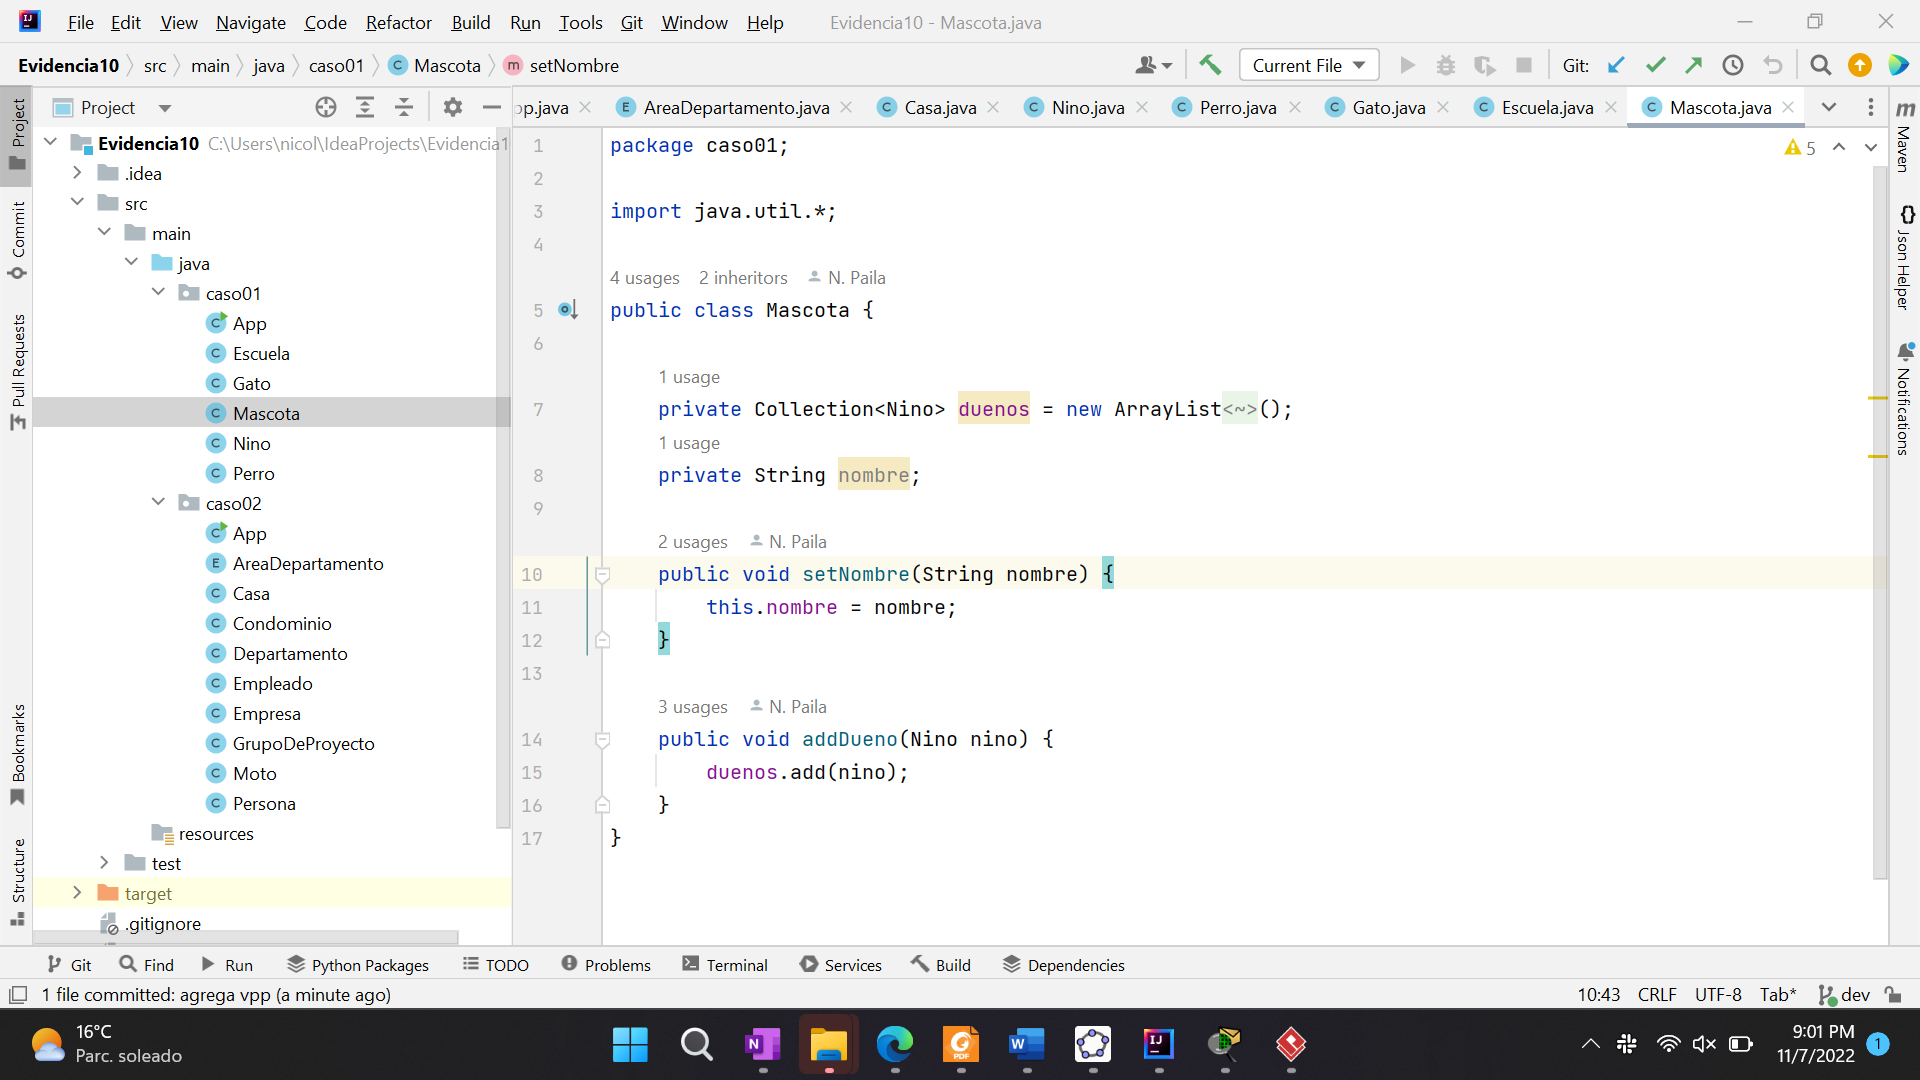 File Edit View Navigate Code Refactor Build Run Tools Git Window Help Evidencia10 - Mascota.java
Evidencia10 src main java caso01 C Mascota m setNombre Current File Git:
Project op.java E AreaDepartamento.java C Casa.java C Nino.java C Perro.java C Gato.java C Escuela.java C Mascota.java
Project
Commit
Pull Requests
Bookmarks
Structure
Evidencia10 C:\Users\nicol\IdeaProjects\Evidencia1
.idea
src
main
java
caso01
C App
C Escuela
C Gato
C Mascota
C Nino
C Perro
caso02
C App
E AreaDepartamento
C Casa
C Condominio
C Departamento
C Empleado
C Empresa
C GrupoDeProyecto
C Moto
C Persona
resources
test
target
.gitignore
5
1 package caso01;
2
3 import java.util.*;
4
4 usages 2 inheritors N. Paila
5 public class Mascota {
6
1 usage
7 private Collection<Nino> duenos = new ArrayList<~>();
1 usage
8 private String nombre;
9
2 usages N. Paila
10 public void setNombre(String nombre) {
11 this.nombre = nombre;
12 }
13
3 usages N. Paila
14 public void addDueno(Nino nino) {
15 duenos.add(nino);
16 }
17 }
m Maven
{} Json Helper
Notifications
Git Find Run Python Packages TODO Problems Terminal Services Build Dependencies
1 file committed: agrega vpp (a minute ago) 10:43 CRLF UTF-8 Tab* dev
16°C
Parc. soleado
N
PDF
W
IJ
9:01 PM
11/7/2022
1